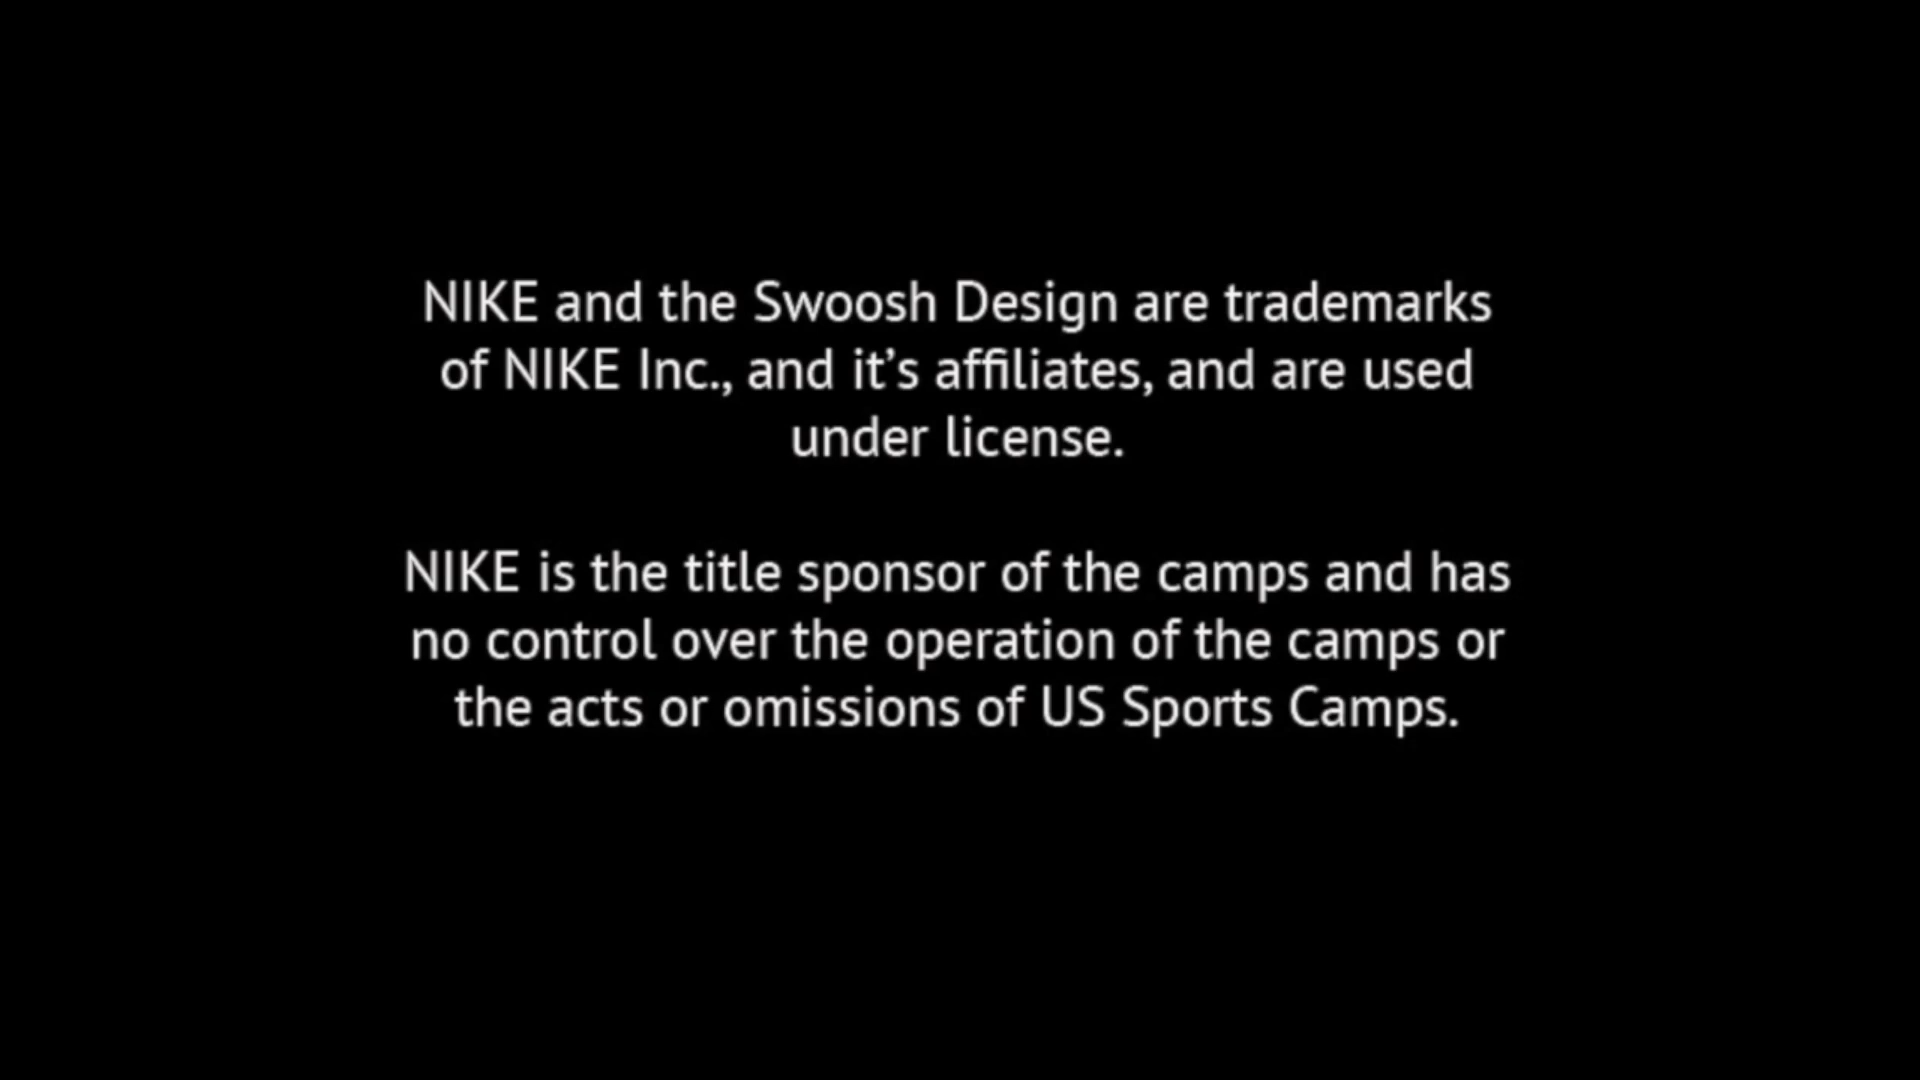 NIKE and the Swoosh Design are trademarks
of NIKE Inc., and it’s affiliates, and are used
under license.
NIKE is the title sponsor of the camps and has
no control over the operation of the camps or
the acts or omissions of US Sports Camps.